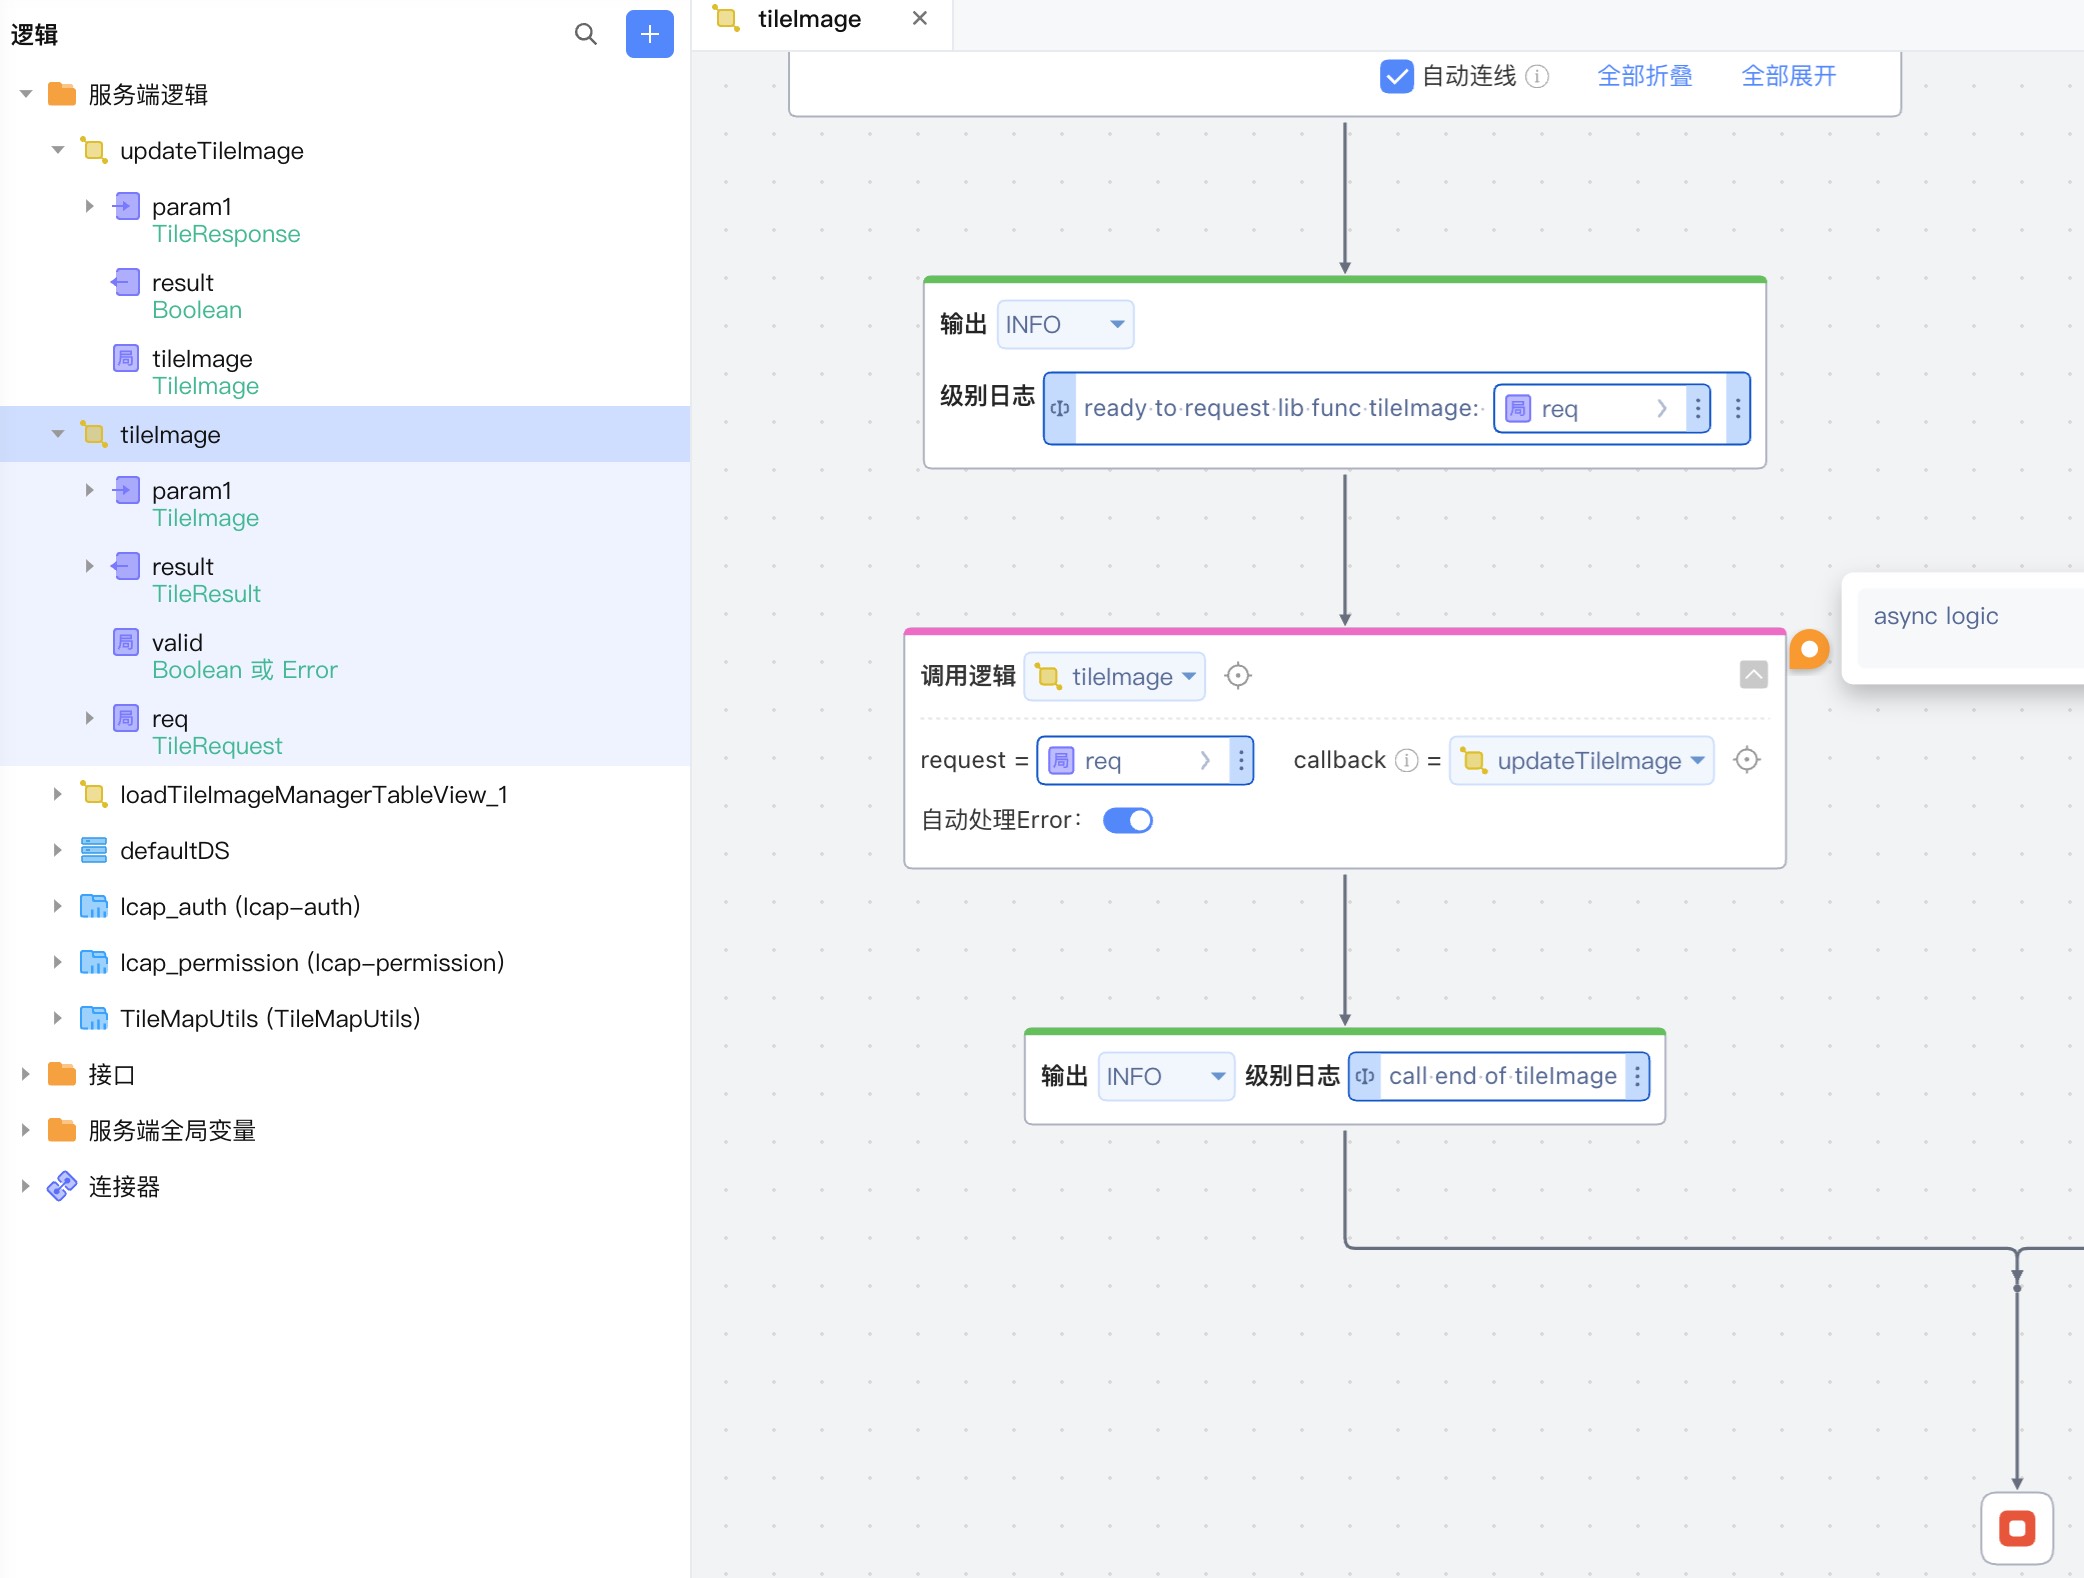 逻辑
服务端逻辑
updateTileImage
param1
TileResponse
result
Boolean
局 tileImage
TileImage
tileImage
param1
TileImage
result
TileResult
局 valid
Boolean 或 Error
局 req
TileRequest
loadTileImageManagerTableView_1
defaultDS
lcap_auth (lcap-auth)
lcap_permission (lcap-permission)
TileMapUtils (TileMapUtils)
接口
服务端全局变量
连接器
tileImage
自动连线 全部折叠 全部展开
输出 INFO
级别日志 ready to request lib func tileImage: 局 req
async logic
调用逻辑 tileImage
request = 局 req callback = updateTileImage
自动处理Error：
输出 INFO 级别日志 call end of tileImage